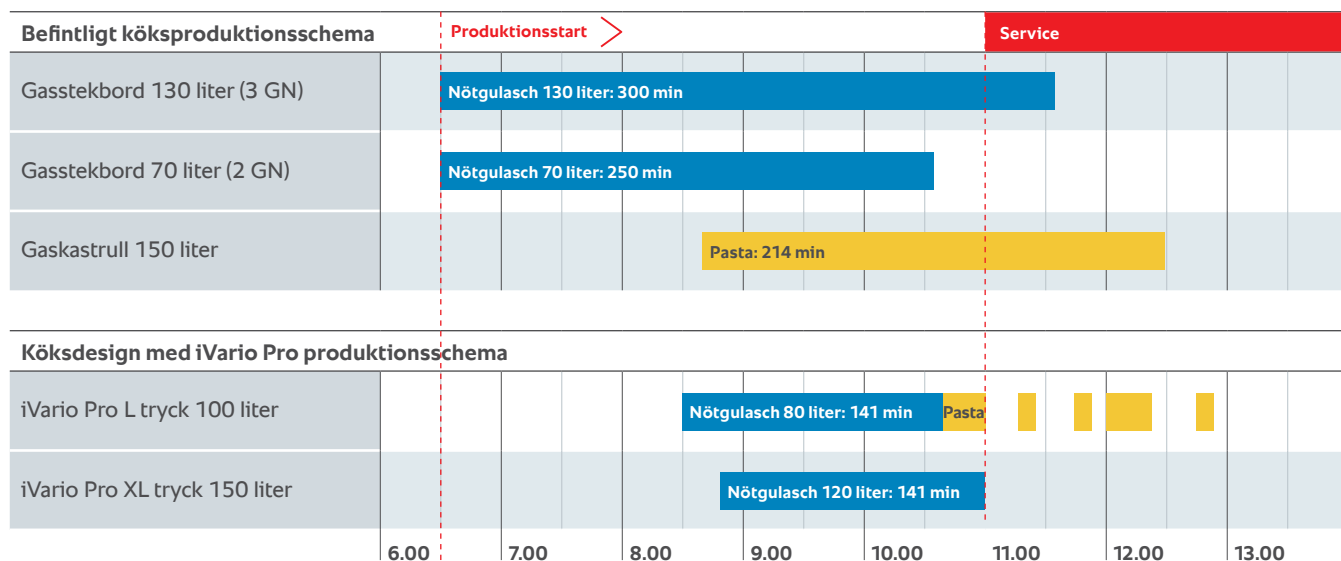 Befintligt köksproduktionsschema
Produktionsstart
Service
Gasstekbord 130 liter (3 GN)
Nötgulasch 130 liter: 300 min
Gasstekbord 70 liter (2 GN)
Nötgulasch 70 liter: 250 min
Gaskastrull 150 liter
Pasta: 214 min
Köksdesign med iVario Pro produktionsschema
iVario Pro L tryck 100 liter
Nötgulasch 80 liter: 141 min
Pasta
iVario Pro XL tryck 150 liter
Nötgulasch 120 liter: 141 min
6.00 7.00 8.00 9.00 10.00 11.00 12.00 13.00